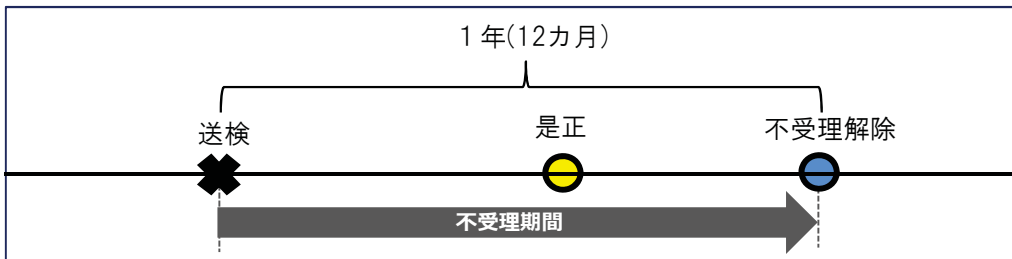 1年(12カ月)
送検
是正
不受理解除
不受理期間